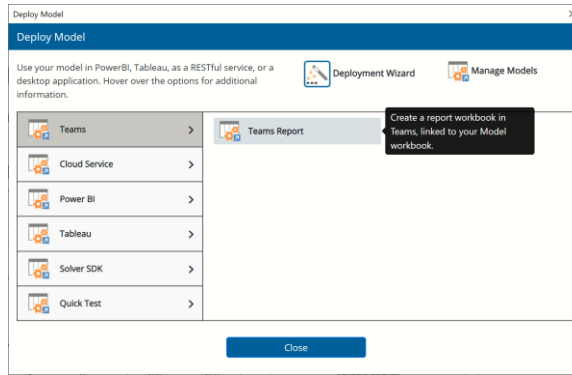 Deploy Model
Deploy Model
Use your model in PowerBI, Tableau, as a RESTful service, or a
desktop application. Hover over the options for additional
information.
Deployment Wizard
Manage Models
Teams
Teams Report
Create a report workbook in
Teams, linked to your Model
workbook.
Cloud Service
Power BI
Tableau
Solver SDK
Quick Test
Close